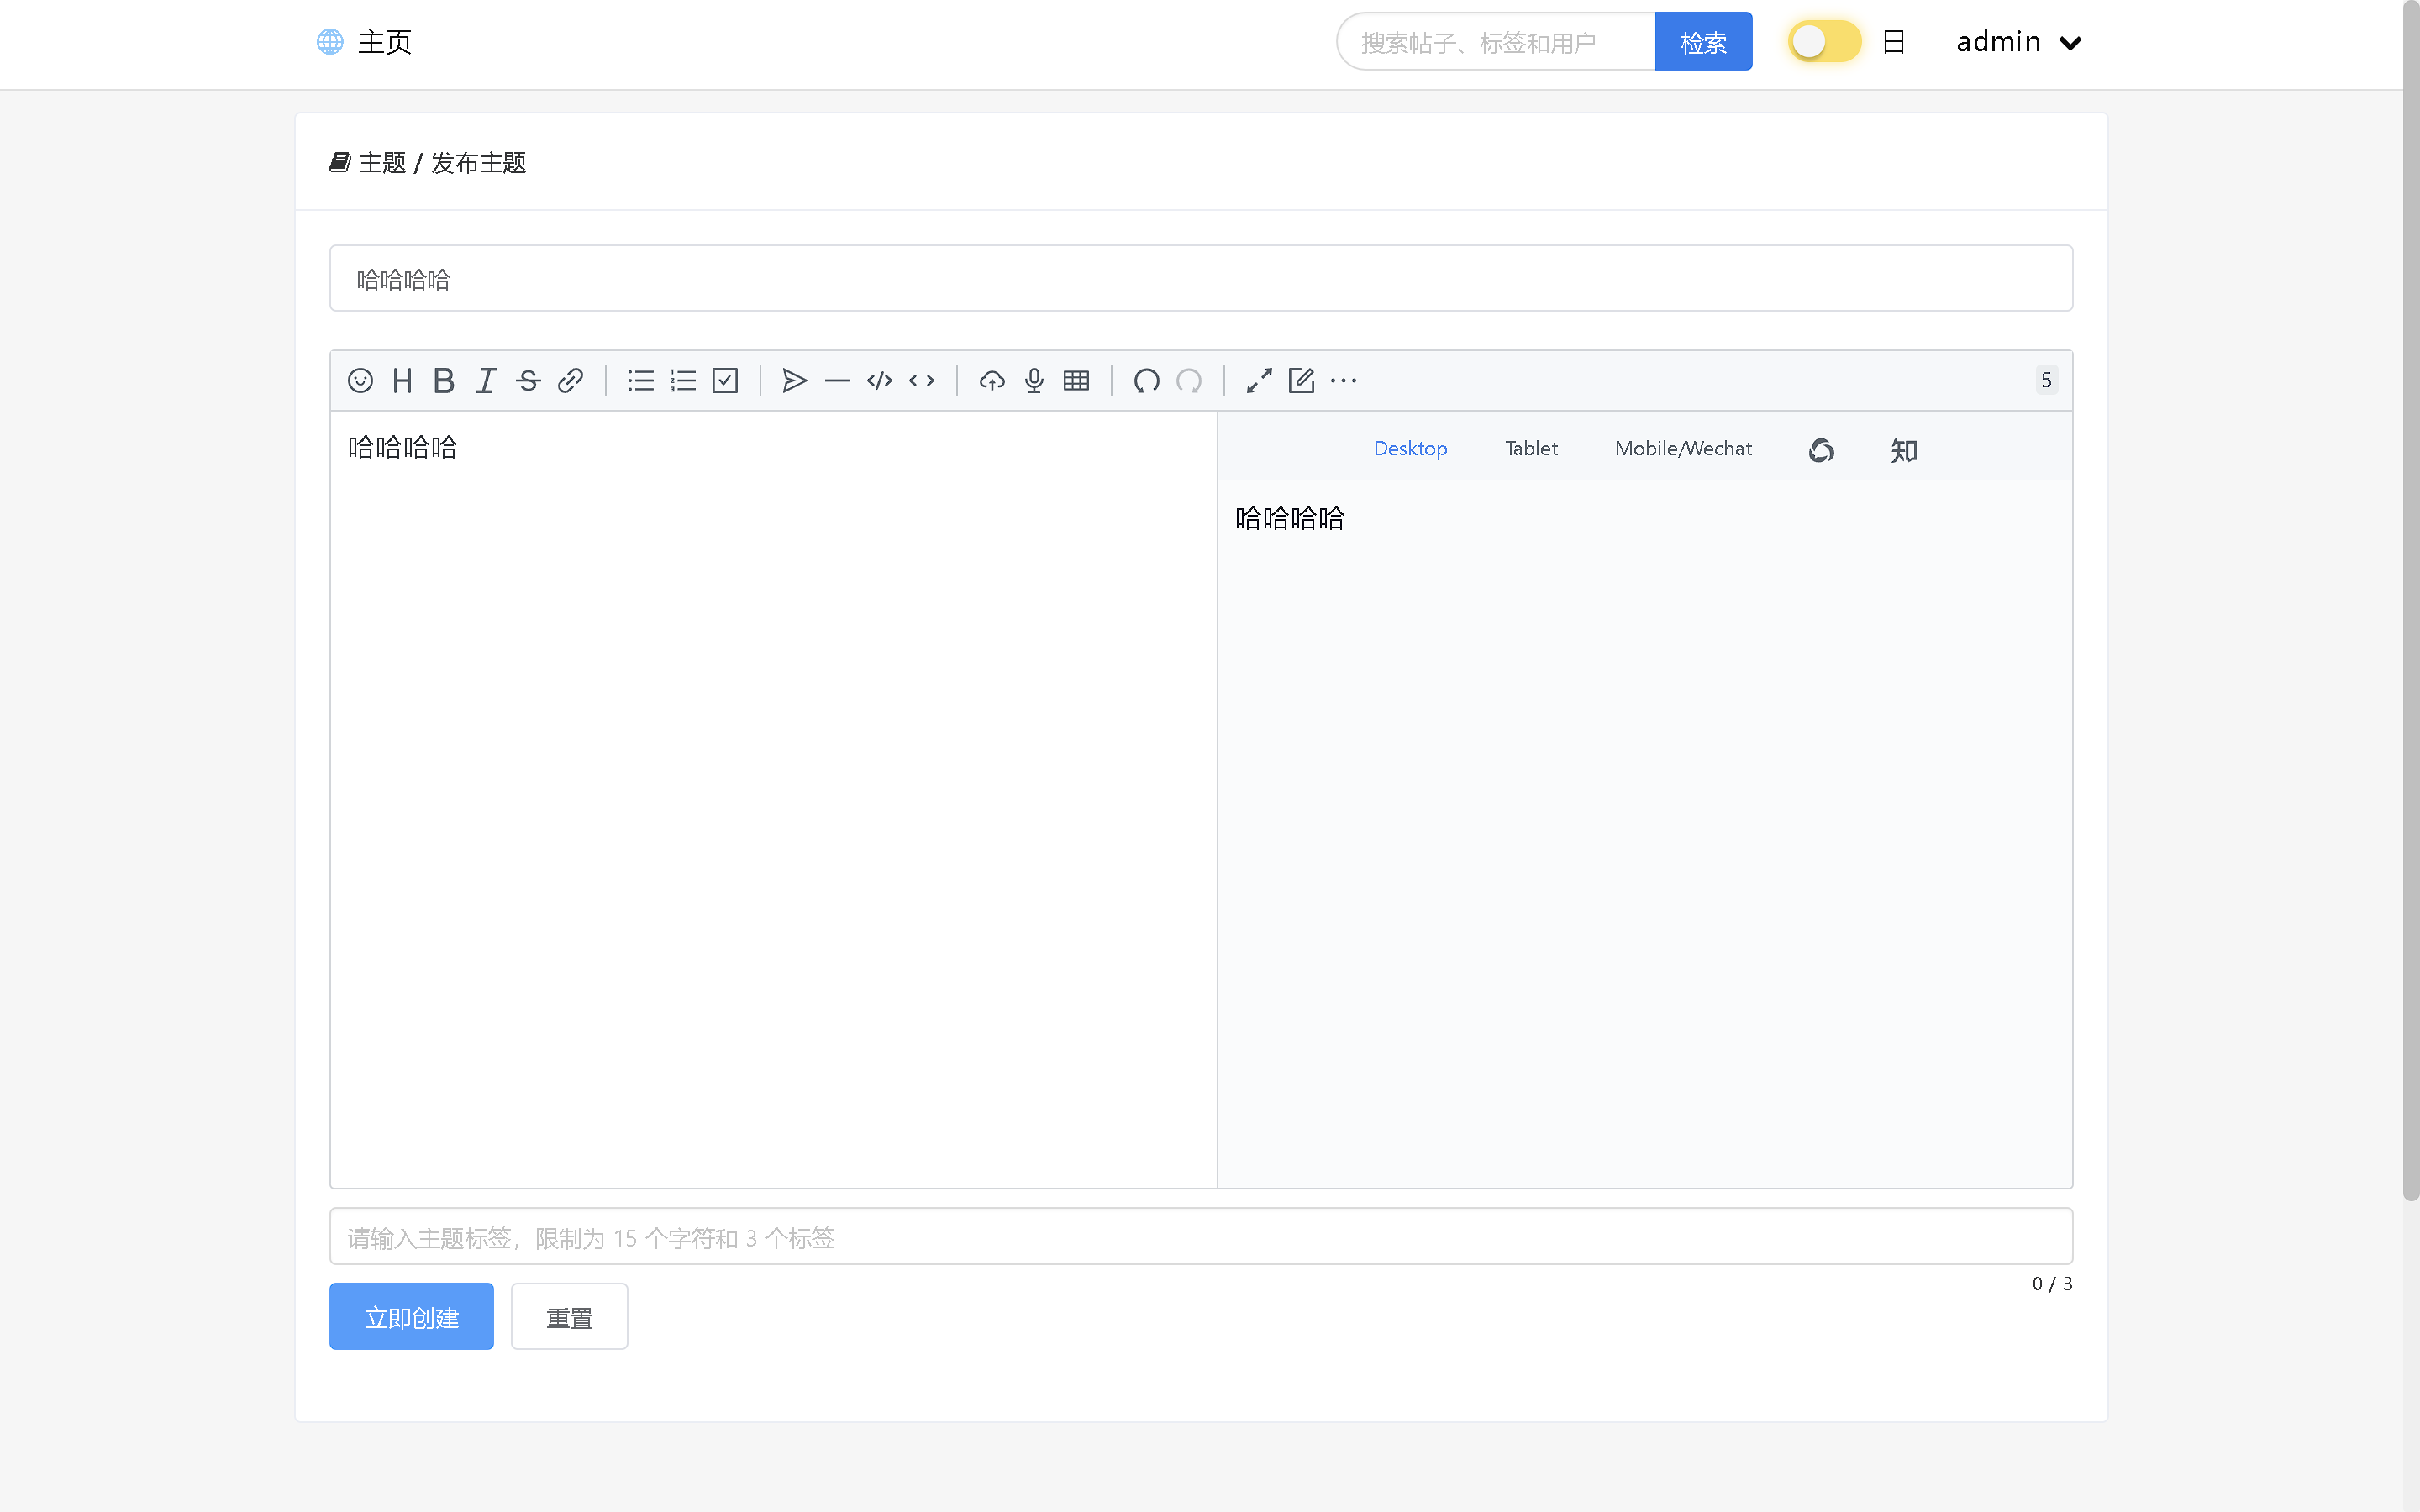 主页
搜索帖子、标签和用户
检索
日
admin
主题 / 发布主题
哈哈哈哈
5
哈哈哈哈
Desktop
Tablet
Mobile/Wechat
知
哈哈哈哈
请输入主题标签，限制为 15 个字符和 3 个标签
0 / 3
立即创建
重置